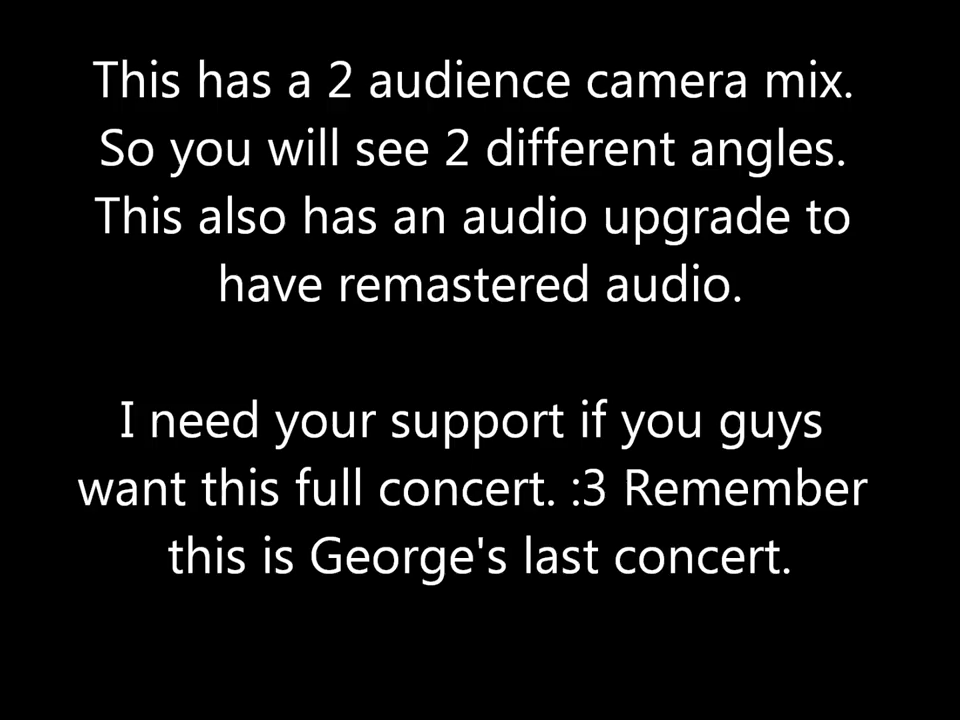 This has a 2 audience camera mix.
So you will see 2 different angles.
This also has an audio upgrade to
have remastered audio.
I need your support if you guys
want this full concert. :3 Remember
this is George's last concert.